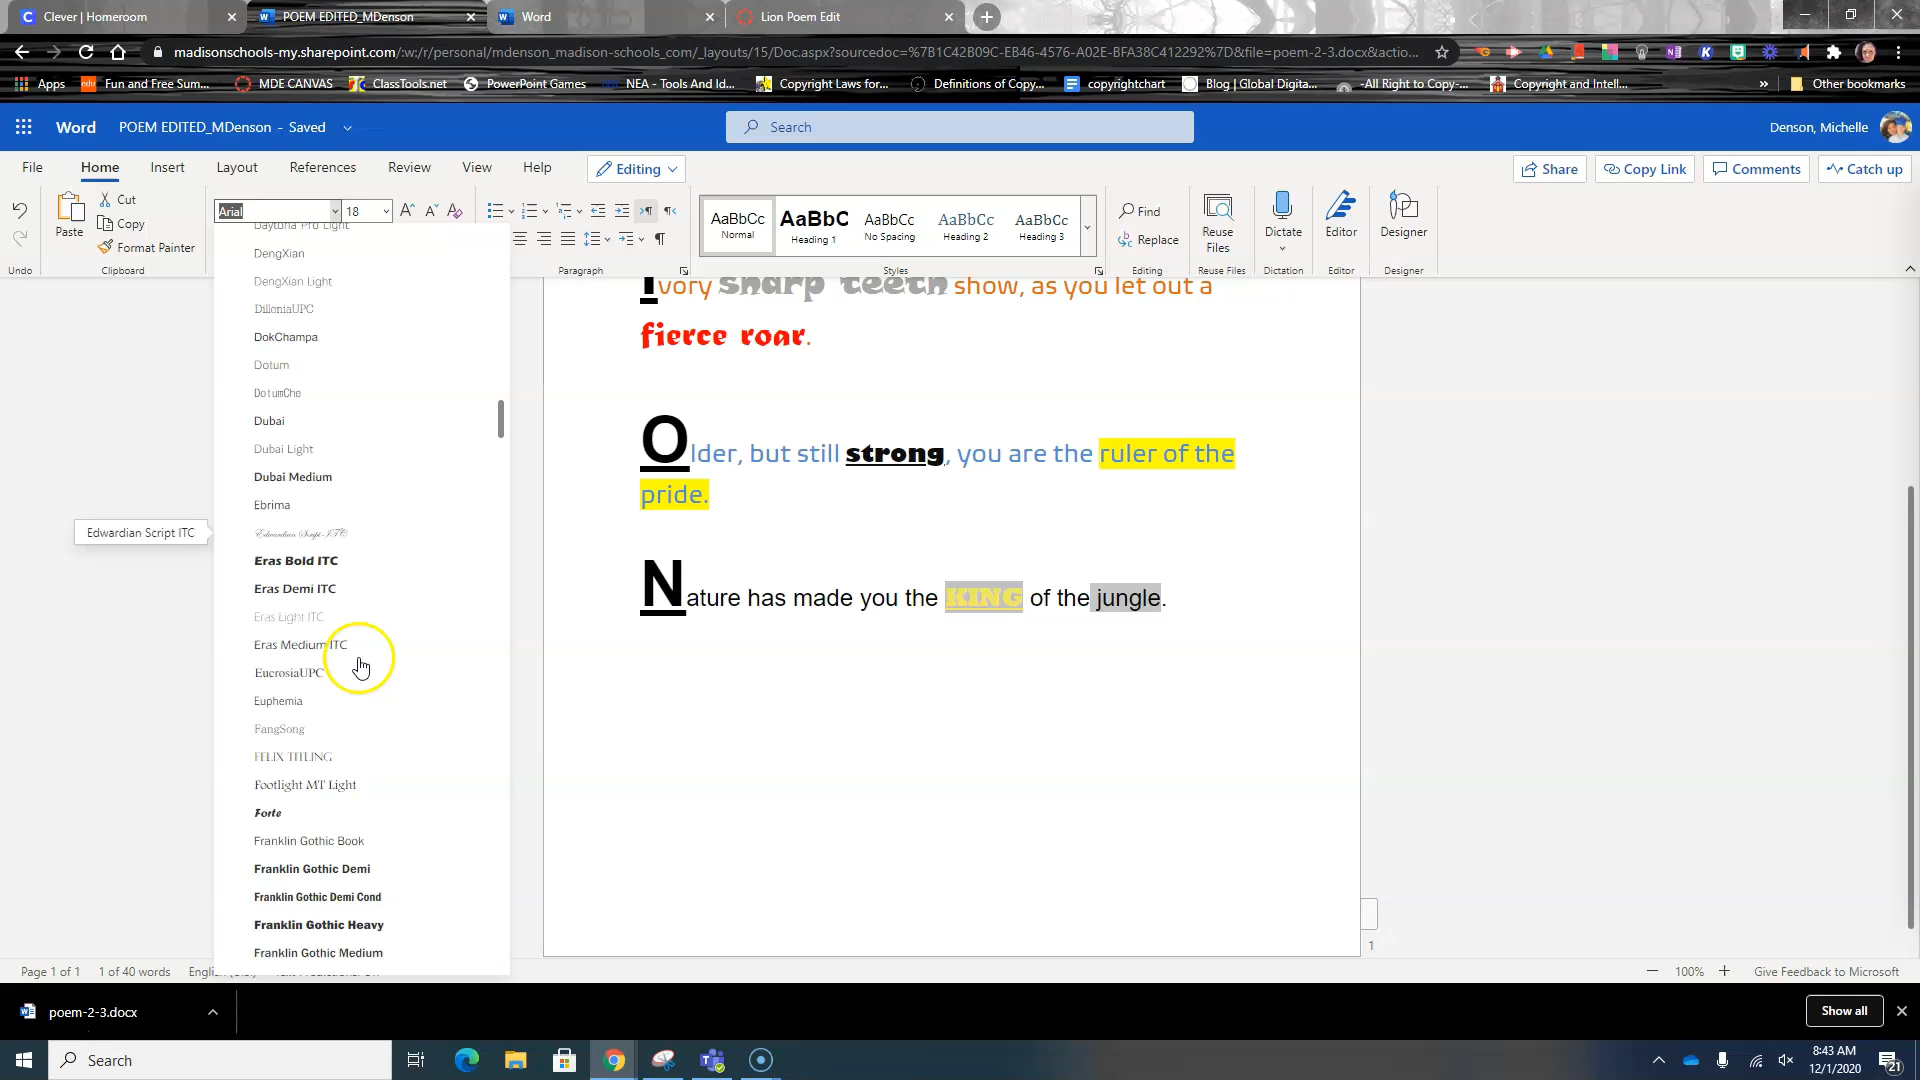 Clever | Homeroom
POEM EDITED_MDenson
Word
Lion Poem Edit
madisonschools-my.sharepoint.com/:w:/r/personal/mdenson_madison-schools_com/_layouts/15/Doc.aspx?sourcedoc=%7B1C42B09C-EB46-4576-A02E-BFA38C412292%7D&file=poem-2-3.docx&actio...
Apps
Fun and Free Sum...
MDE CANVAS
ClassTools.net
PowerPoint Games
NEA - Tools And Id...
Copyright Laws for...
Definitions of Copy...
copyrightchart
Blog | Global Digita...
-All Right to Copy-...
Copyright and Intell...
Other bookmarks
Word
POEM EDITED_MDenson - Saved
Search
Denson, Michelle
File
Home
Insert
Layout
References
Review
View
Help
Editing
Share
Copy Link
Comments
Catch up
Paste
Cut
Copy
Format Painter
Arial
18
AaBbCc
Normal
AaBbC
Heading 1
AaBbCc
No Spacing
AaBbCc
Heading 2
AaBbCc
Heading 3
Find
Replace
Reuse
Files
Dictate
Editor
Designer
Undo
Clipboard
Paragraph
Styles
Editing
Reuse Files
Dictation
Editor
Designer
Daytona Pro Light
DengXian
DengXian Light
DilleniaUPC
DokChampa
Dotum
DotumChe
Dubai
Dubai Light
Dubai Medium
Ebrima
Edwardian Script ITC
Edwardian Script ITC
Eras Bold ITC
Eras Demi ITC
Eras Light ITC
Eras Medium ITC
EucrosiaUPC
Euphemia
FangSong
FELIX TITLING
Footlight MT Light
Forte
Franklin Gothic Book
Franklin Gothic Demi
Franklin Gothic Demi Cond
Franklin Gothic Heavy
Franklin Gothic Medium
Ivory sharp teeth show, as you let out a
fierce roar.
Older, but still strong, you are the ruler of the
pride.
Nature has made you the KING of the jungle.
1
Page 1 of 1
1 of 40 words
100%
Give Feedback to Microsoft
poem-2-3.docx
Show all
Search
8:43 AM
12/1/2020
21